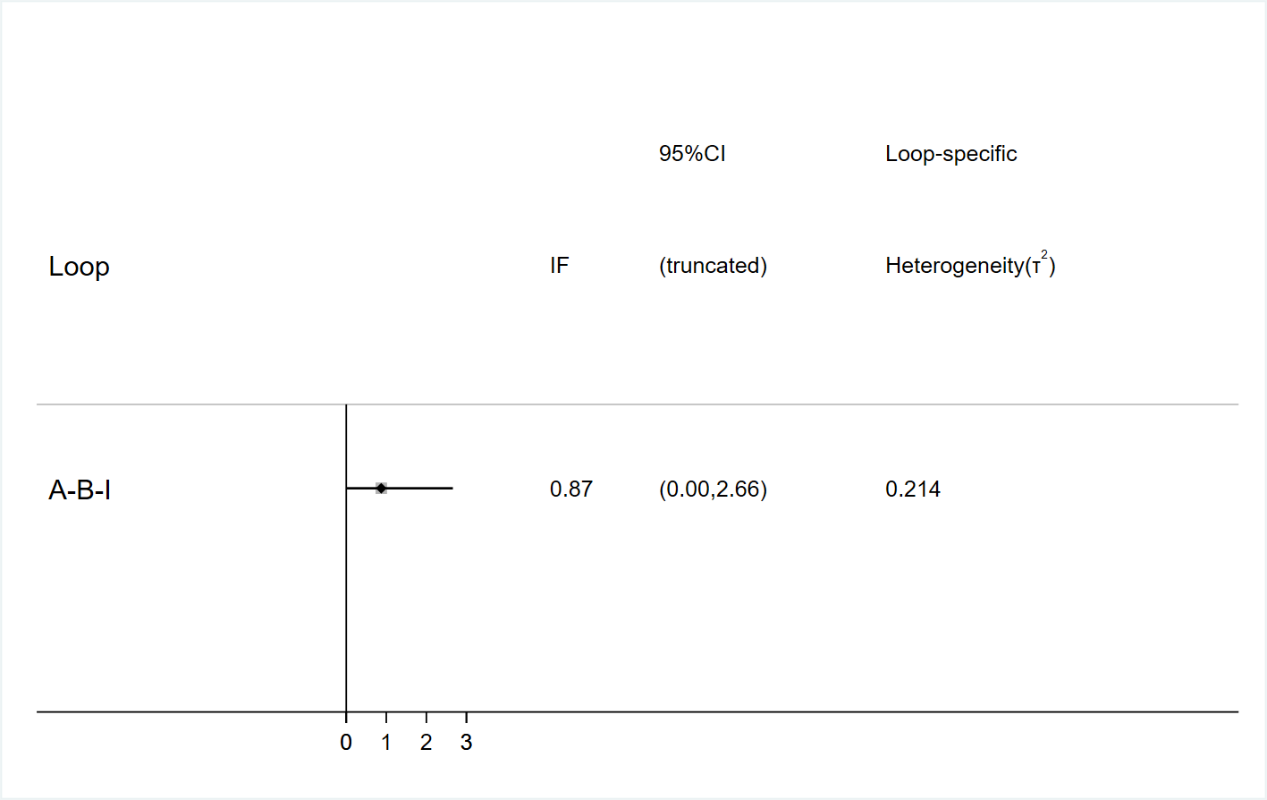 95%CI Loop-specific
Loop IF (truncated) Heterogeneity(τ²)
A-B-I 0.87 (0.00,2.66) 0.214
0 1 2 3